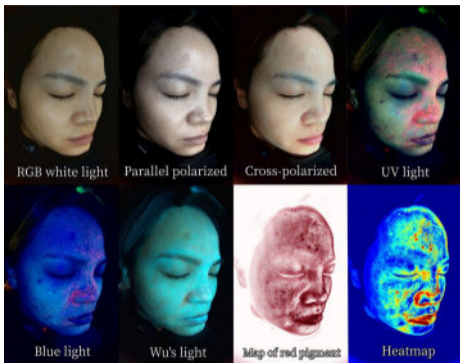 RGB white light
Parallel polarized
Cross-polarized
UV light
Blue light
Wu's light
Map of red pigment
Heatmap